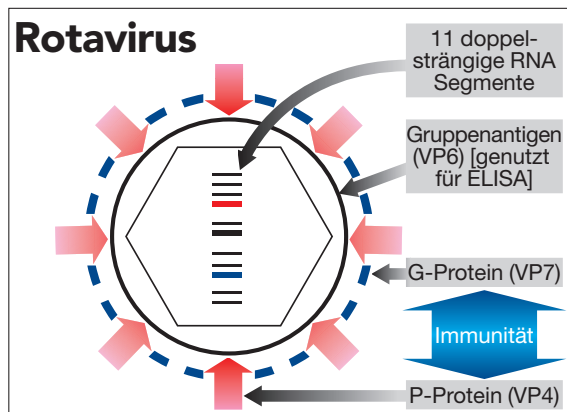 Rotavirus
11 doppel-
strängige RNA
Segmente
Gruppenantigen
(VP6) [genutzt
für ELISA]
G-Protein (VP7)
Immunität
P-Protein (VP4)